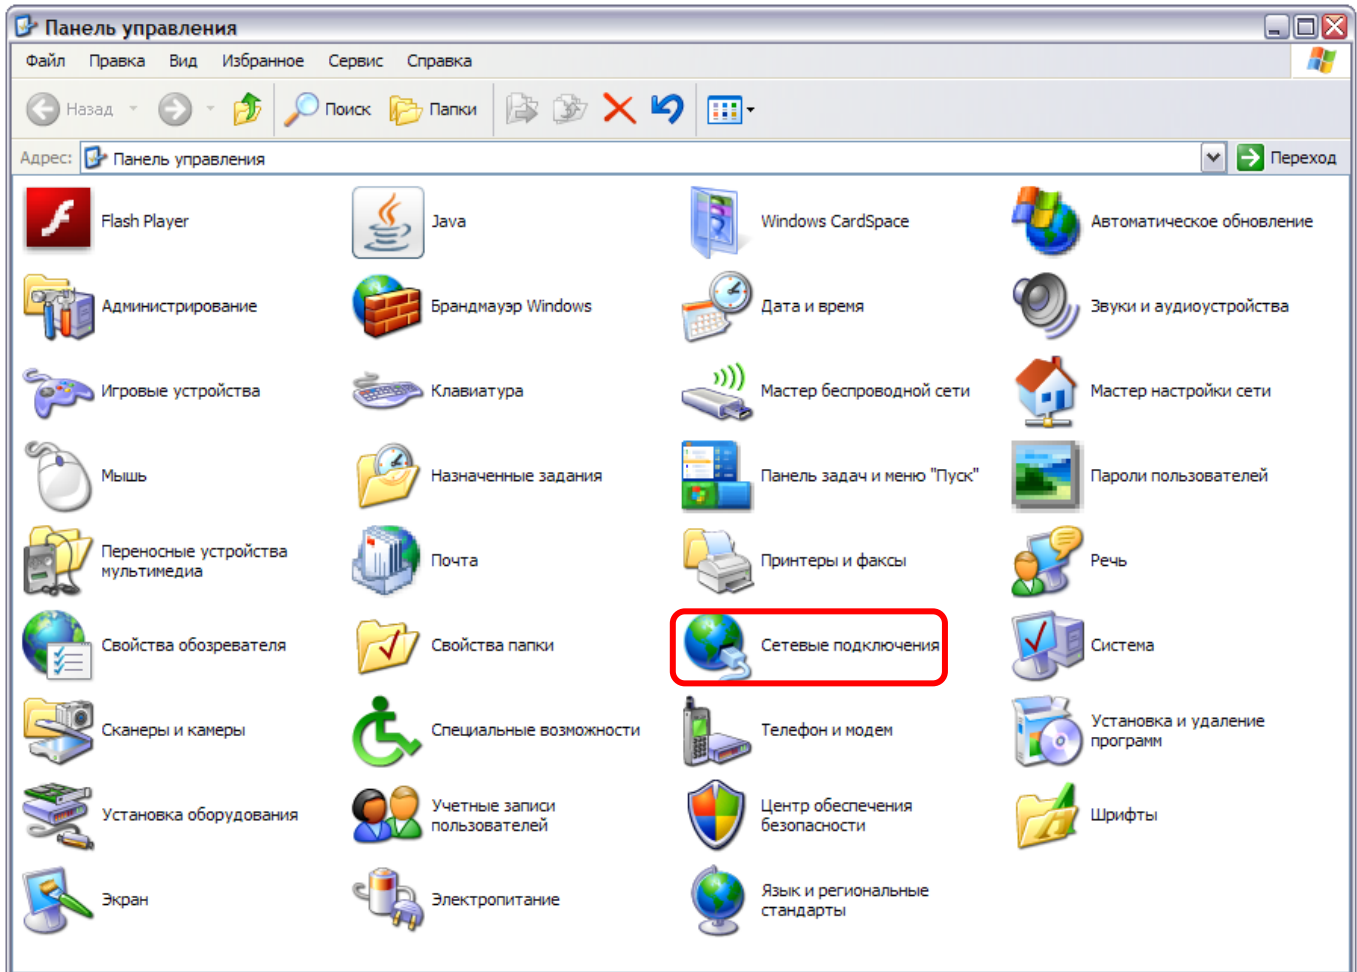 Панель управления
Файл Правка Вид Избранное Сервис Справка
Назад Поиск Папки
Адрес: Панель управления Переход
Flash Player Java Windows CardSpace Автоматическое обновление
Администрирование Брандмауэр Windows Дата и время Звуки и аудиоустройства
Игровые устройства Клавиатура Мастер беспроводной сети Мастер настройки сети
Мышь Назначенные задания Панель задач и меню "Пуск" Пароли пользователей
Переносные устройства
мультимедиа
Почта Принтеры и факсы Речь
Свойства обозревателя Свойства папки Сетевые подключения Система
Сканеры и камеры Специальные возможности Телефон и модем
Установка и удаление
программ
Установка оборудования
Учетные записи
пользователей
Центр обеспечения
безопасности
Шрифты
Экран Электропитание
Язык и региональные
стандарты